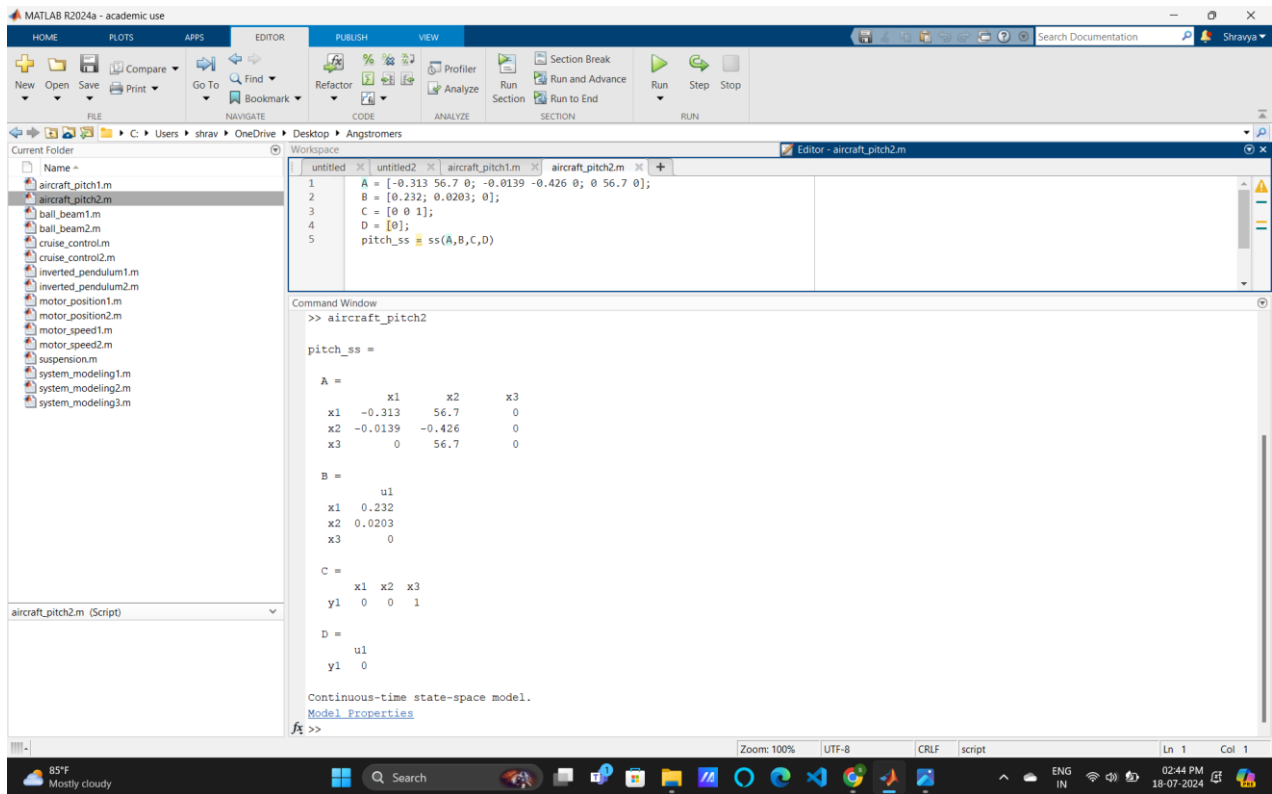 MATLAB R2024a - academic use
HOME PLOTS APPS EDITOR PUBLISH VIEW Search Documentation Shravya
New Open Save Compare Print Go To Find Bookmark Refactor Profiler Analyze Run Section Section Break Run and Advance Run to End Run Step Stop
FILE NAVIGATE CODE ANALYZE SECTION RUN
C: Users shrav OneDrive Desktop Angstromers
Current Folder
Name
aircraft_pitch1.m
aircraft_pitch2.m
ball_beam1.m
ball_beam2.m
cruise_control.m
cruise_control2.m
inverted_pendulum1.m
inverted_pendulum2.m
motor_position1.m
motor_position2.m
motor_speed1.m
motor_speed2.m
suspension.m
system_modeling1.m
system_modeling2.m
system_modeling3.m
aircraft_pitch2.m (Script)
Workspace Editor - aircraft_pitch2.m
untitled untitled2 aircraft_pitch1.m aircraft_pitch2.m +
1 A = [-0.313 56.7 0; -0.0139 -0.426 0; 0 56.7 0];
2 B = [0.232; 0.0203; 0];
3 C = [0 0 1];
4 D = [0];
5 pitch_ss = ss(A,B,C,D)
Command Window
>> aircraft_pitch2
pitch_ss =
A =
x1 x2 x3
x1 -0.313 56.7 0
x2 -0.0139 -0.426 0
x3 0 56.7 0
B =
u1
x1 0.232
x2 0.0203
x3 0
C =
x1 x2 x3
y1 0 0 1
D =
u1
y1 0
Continuous-time state-space model.
Model Properties
fx >>
Zoom: 100% UTF-8 CRLF script Ln 1 Col 1
85°F
Mostly cloudy
Search
ENG
IN
02:44 PM
18-07-2024